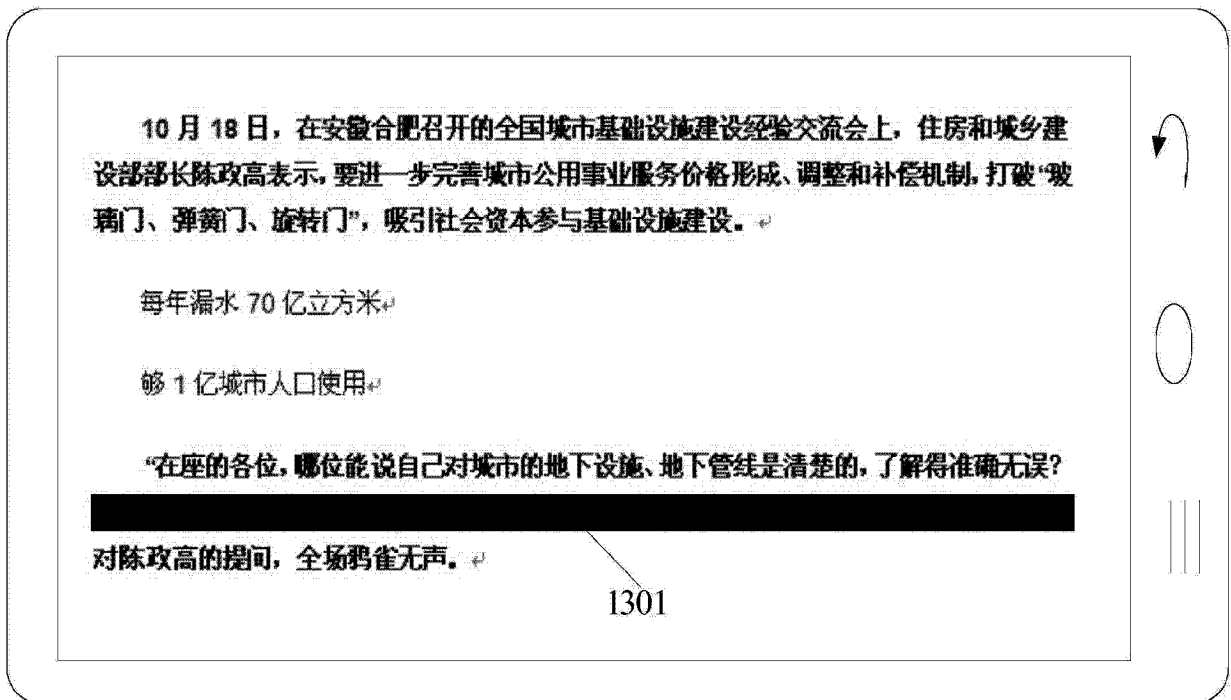 10 月 18 日，在安徽合肥召开的全国城市基础设施建设经验交流会上，住房和城乡建
设部部长陈政高表示，要进一步完善城市公用事业服务价格形成、调整和补偿机制，打破“玻
璃门、弹簧门、旋转门”，吸引社会资本参与基础设施建设。
每年漏水 70 亿立方米
够 1 亿城市人口使用
“在座的各位，哪位能说自己对城市的地下设施、地下管线是清楚的，了解得准确无误？
对陈政高的提问，全场鸦雀无声。
1301